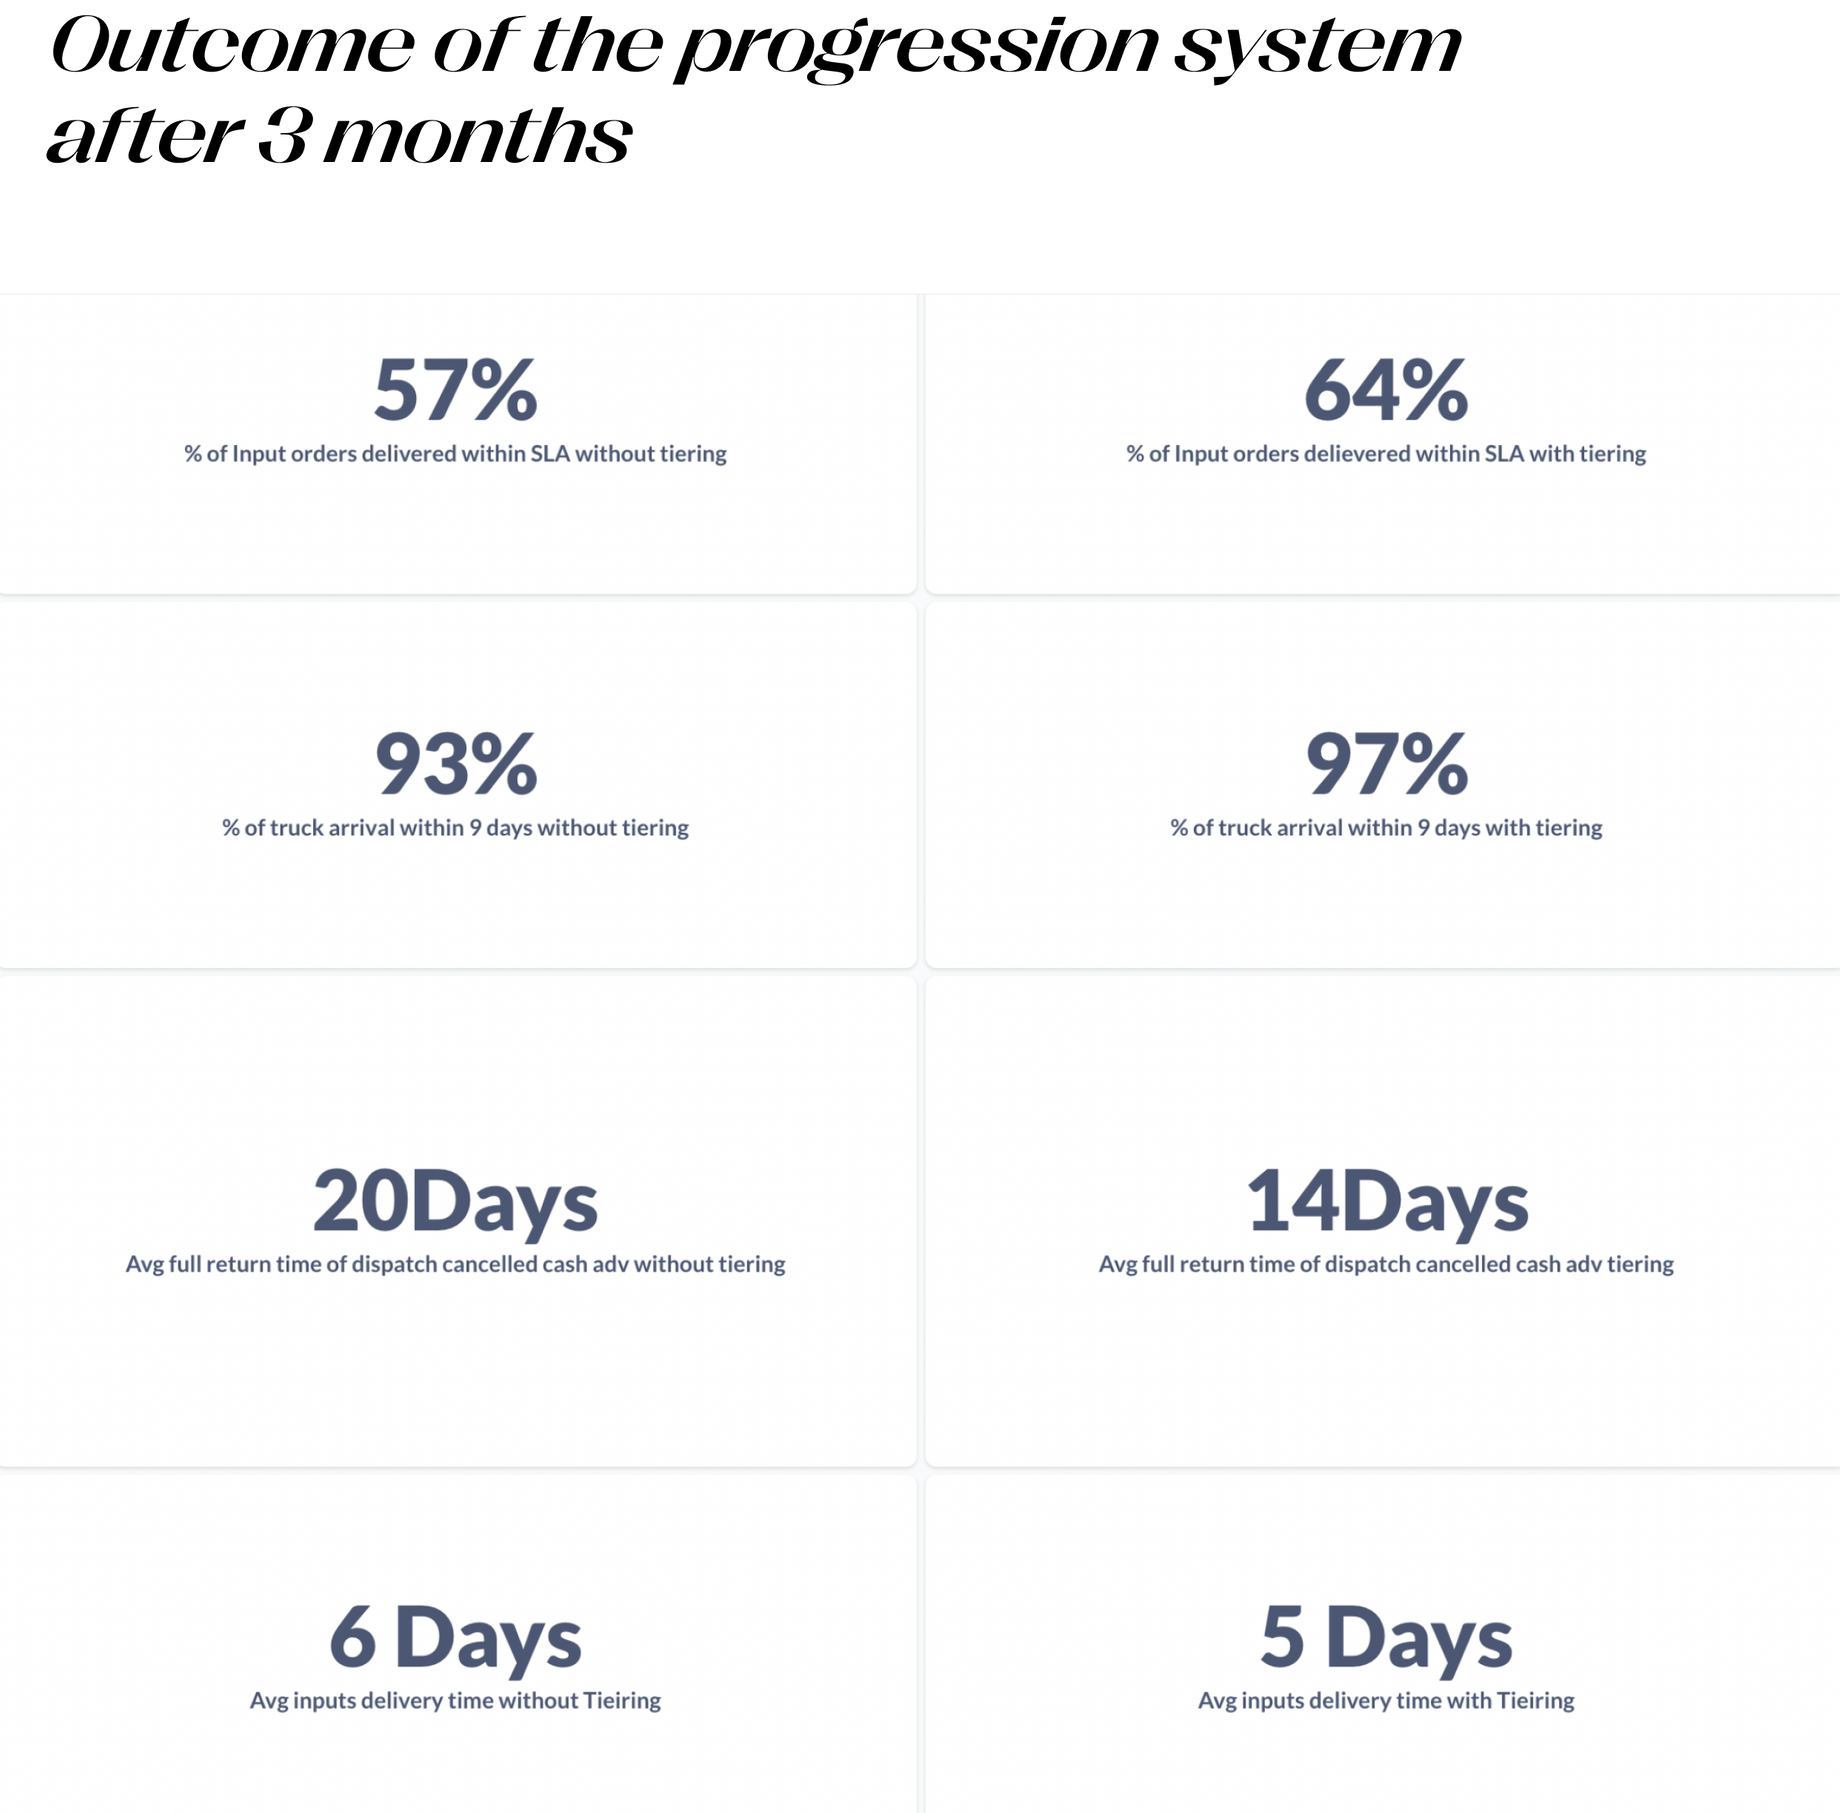 Outcome of the progression system
after 3 months
57%
% of Input orders delivered within SLA without tiering
64%
% of Input orders delievered within SLA with tiering
93%
% of truck arrival within 9 days without tiering
97%
% of truck arrival within 9 days with tiering
20Days
Avg full return time of dispatch cancelled cash adv without tiering
14Days
Avg full return time of dispatch cancelled cash adv tiering
6 Days
Avg inputs delivery time without Tieiring
5 Days
Avg inputs delivery time with Tieiring